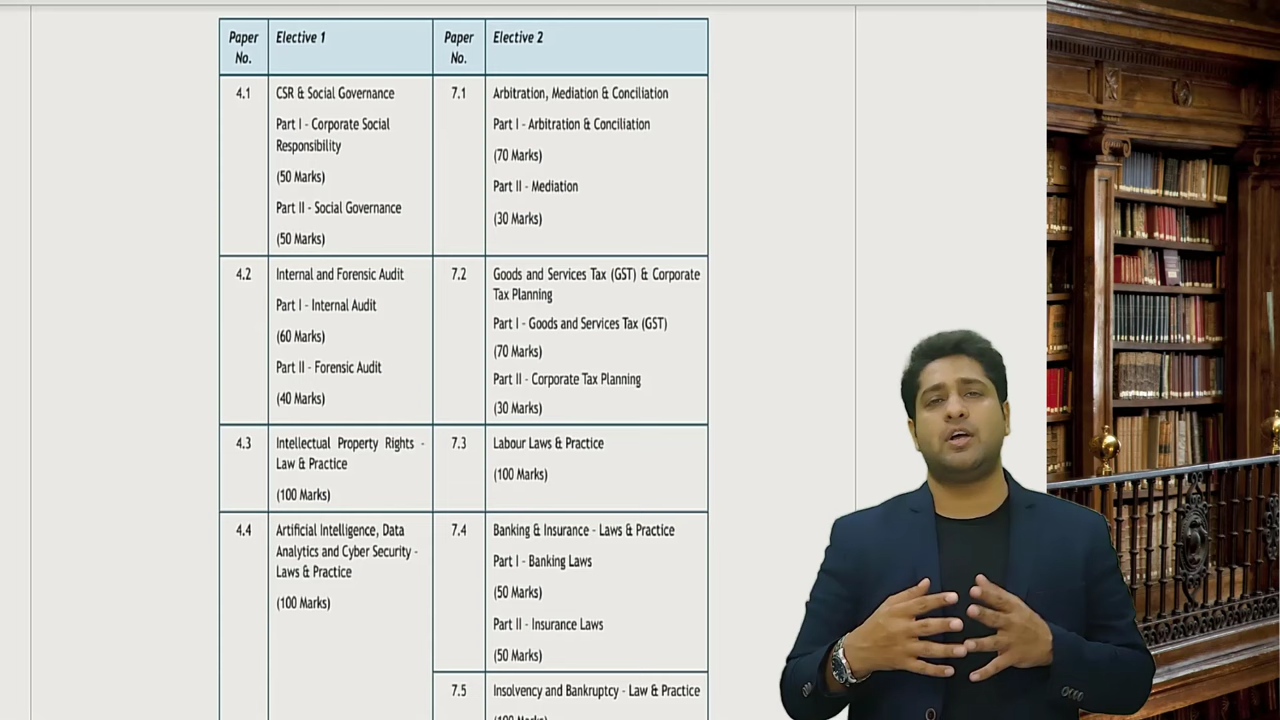 Paper No.
Elective 1
Paper No.
Elective 2
4.1
CSR & Social Governance
Part I - Corporate Social
Responsibility
(50 Marks)
Part II - Social Governance
(50 Marks)
7.1
Arbitration, Mediation & Conciliation
Part I - Arbitration & Conciliation
(70 Marks)
Part II - Mediation
(30 Marks)
4.2
Internal and Forensic Audit
Part I - Internal Audit
(60 Marks)
Part II - Forensic Audit
(40 Marks)
7.2
Goods and Services Tax (GST) & Corporate
Tax Planning
Part I - Goods and Services Tax (GST)
(70 Marks)
Part II - Corporate Tax Planning
(30 Marks)
4.3
Intellectual Property Rights -
Law & Practice
(100 Marks)
7.3
Labour Laws & Practice
(100 Marks)
4.4
Artificial Intelligence, Data
Analytics and Cyber Security -
Laws & Practice
(100 Marks)
7.4
Banking & Insurance - Laws & Practice
Part I - Banking Laws
(50 Marks)
Part II - Insurance Laws
(50 Marks)
7.5
Insolvency and Bankruptcy - Law & Practice